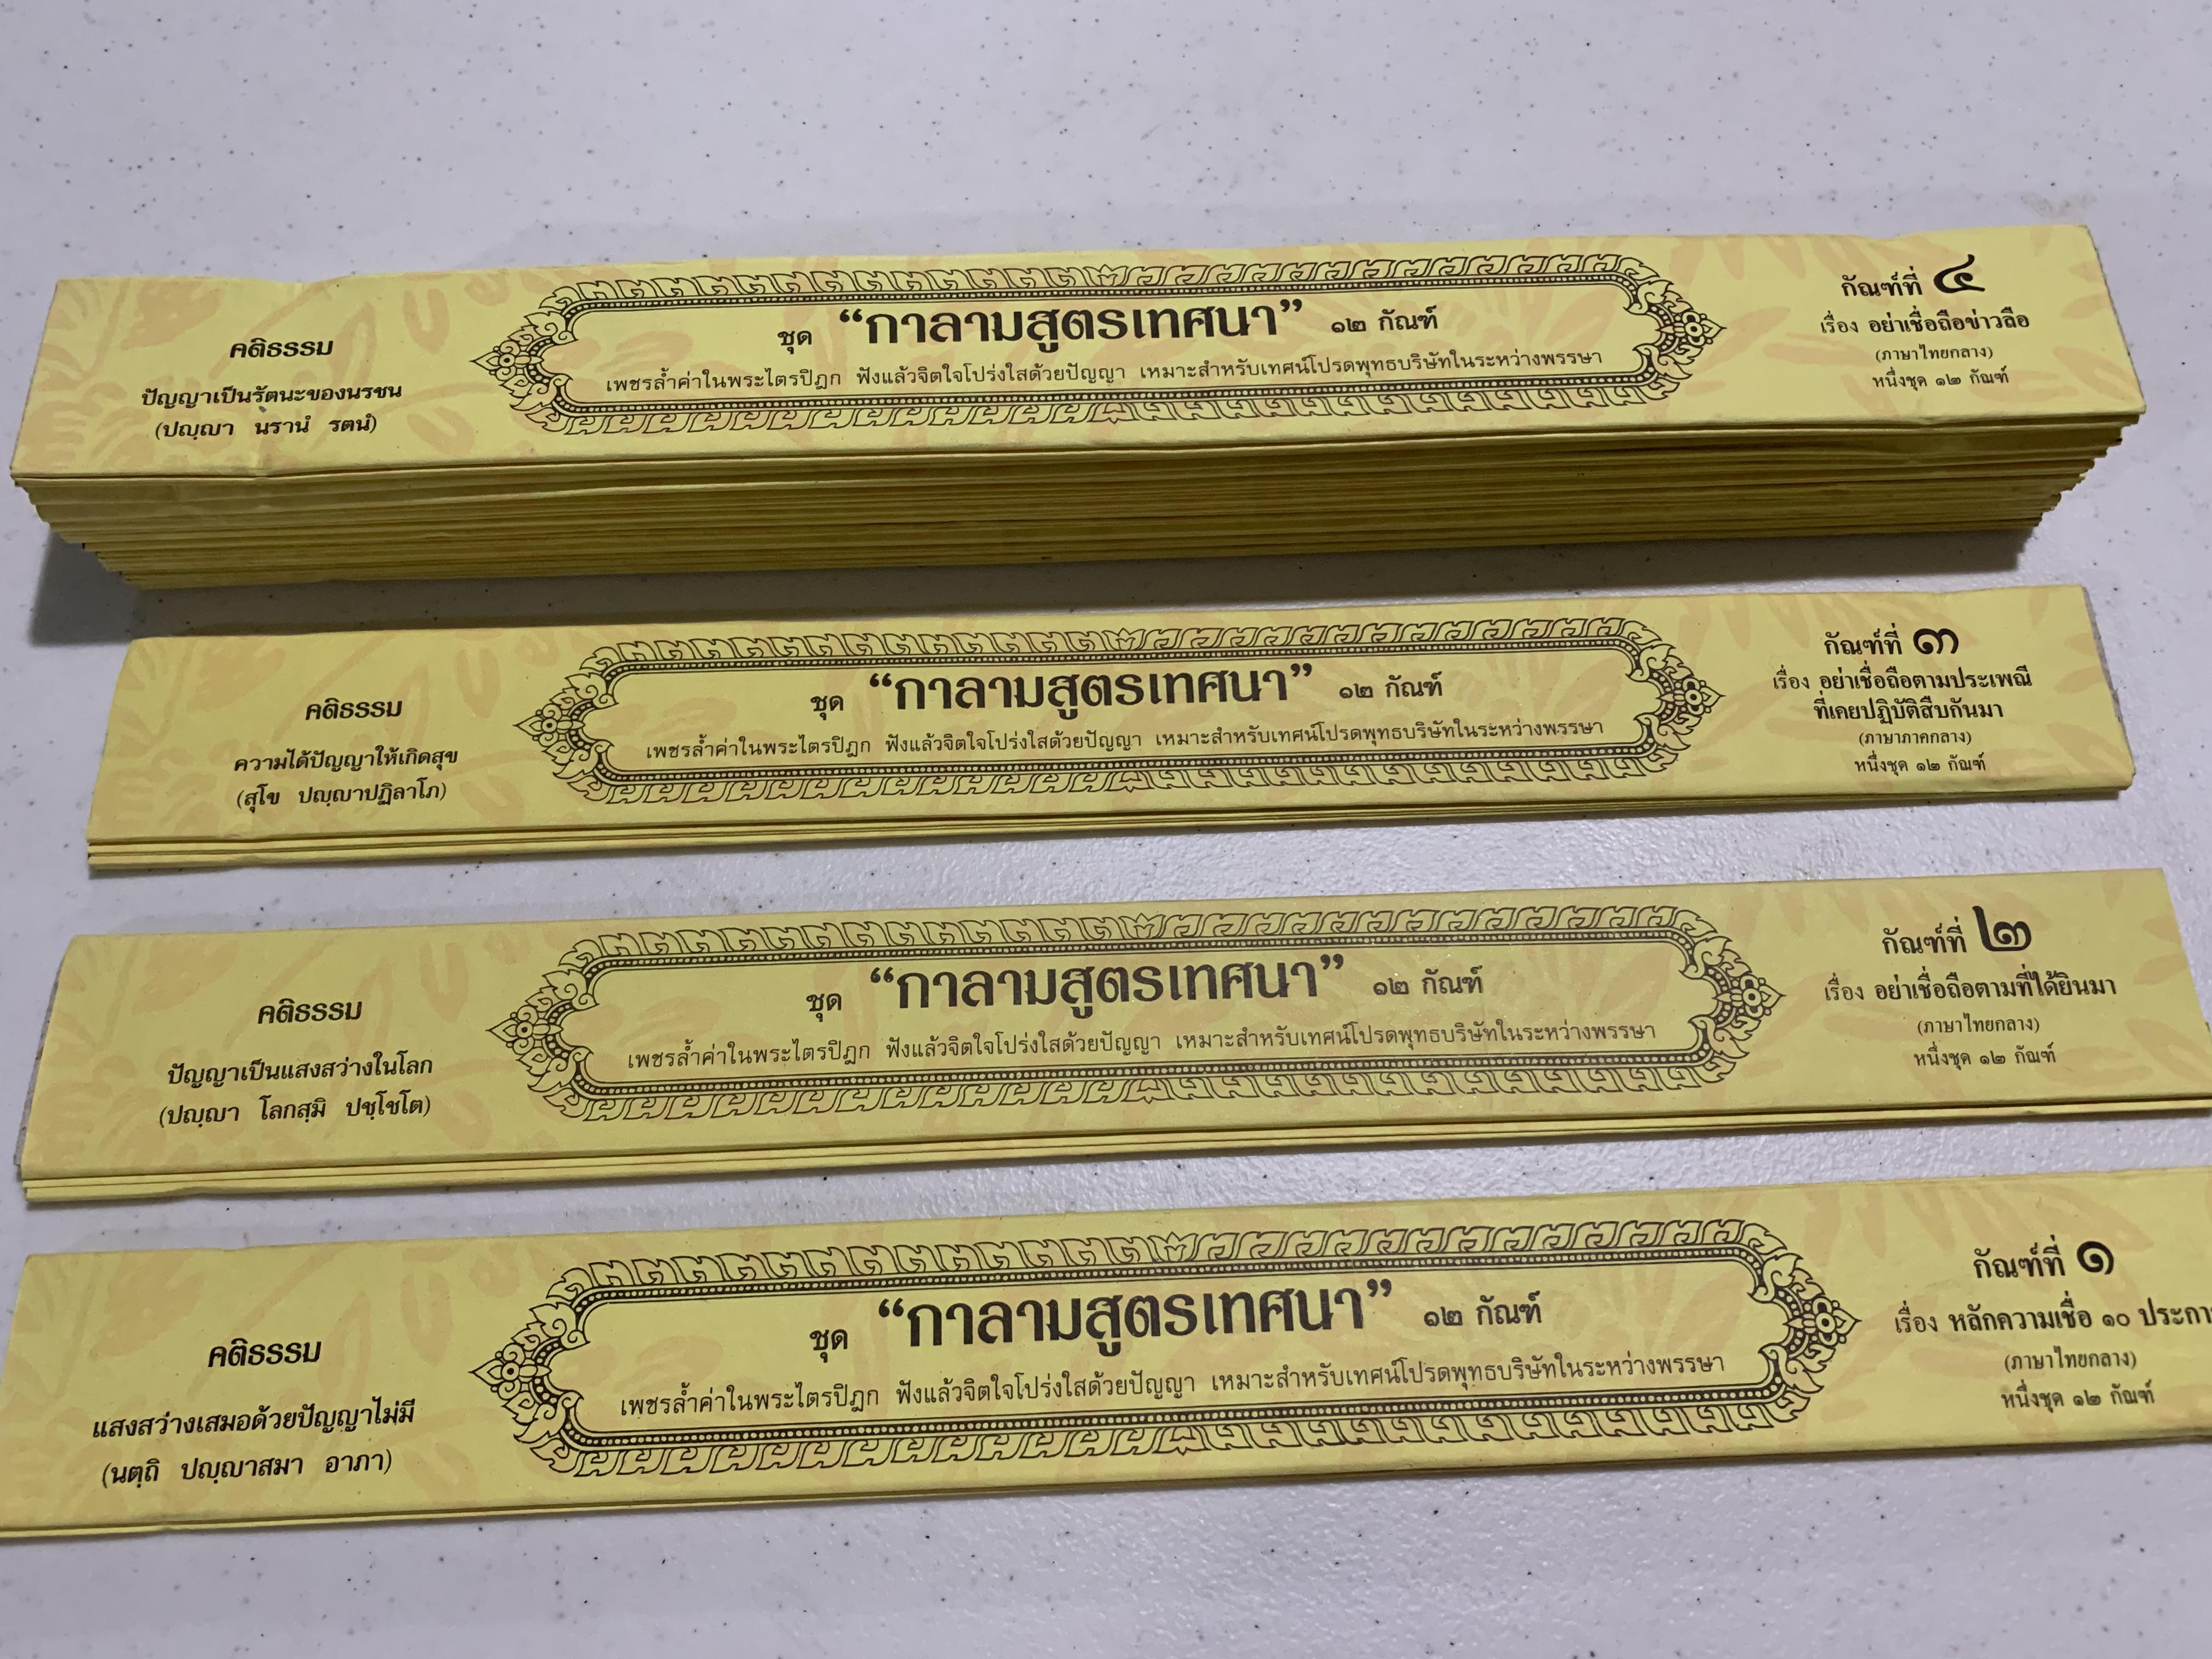 คติธรรม
ปัญญาเป็นรัตนะของนรชน
(ปญฺญา นรานํ รตนํ)
ชุด “กาลามสูตรเทศนา” ๑๒ กัณฑ์
เพชรล้ำค่าในพระไตรปิฎก ฟังแล้วจิตใจโปร่งใสด้วยปัญญา เหมาะสำหรับเทศน์โปรดพุทธบริษัทในระหว่างพรรษา
กัณฑ์ที่ ๔
เรื่อง อย่าเชื่อถือข่าวลือ
(ภาษาไทยกลาง)
หนึ่งชุด ๑๒ กัณฑ์
คติธรรม
ความได้ปัญญาให้เกิดสุข
(สุโข ปญฺญาปฏิลาโภ)
ชุด “กาลามสูตรเทศนา” ๑๒ กัณฑ์
เพชรล้ำค่าในพระไตรปิฎก ฟังแล้วจิตใจโปร่งใสด้วยปัญญา เหมาะสำหรับเทศน์โปรดพุทธบริษัทในระหว่างพรรษา
กัณฑ์ที่ ๓
เรื่อง อย่าเชื่อถือตามประเพณี
ที่เคยปฏิบัติสืบกันมา
(ภาษาภาคกลาง)
หนึ่งชุด ๑๒ กัณฑ์
คติธรรม
ปัญญาเป็นแสงสว่างในโลก
(ปญฺญา โลกสฺมิ ปชฺโชโต)
ชุด “กาลามสูตรเทศนา” ๑๒ กัณฑ์
เพชรล้ำค่าในพระไตรปิฎก ฟังแล้วจิตใจโปร่งใสด้วยปัญญา เหมาะสำหรับเทศน์โปรดพุทธบริษัทในระหว่างพรรษา
กัณฑ์ที่ ๒
เรื่อง อย่าเชื่อถือตามที่ได้ยินมา
(ภาษาไทยกลาง)
หนึ่งชุด ๑๒ กัณฑ์
คติธรรม
แสงสว่างเสมอด้วยปัญญาไม่มี
(นตฺถิ ปญฺญาสมา อาภา)
ชุด “กาลามสูตรเทศนา” ๑๒ กัณฑ์
เพชรล้ำค่าในพระไตรปิฎก ฟังแล้วจิตใจโปร่งใสด้วยปัญญา เหมาะสำหรับเทศน์โปรดพุทธบริษัทในระหว่างพรรษา
กัณฑ์ที่ ๑
เรื่อง หลักความเชื่อ ๑๐ ประกา
(ภาษาไทยกลาง)
หนึ่งชุด ๑๒ กัณฑ์